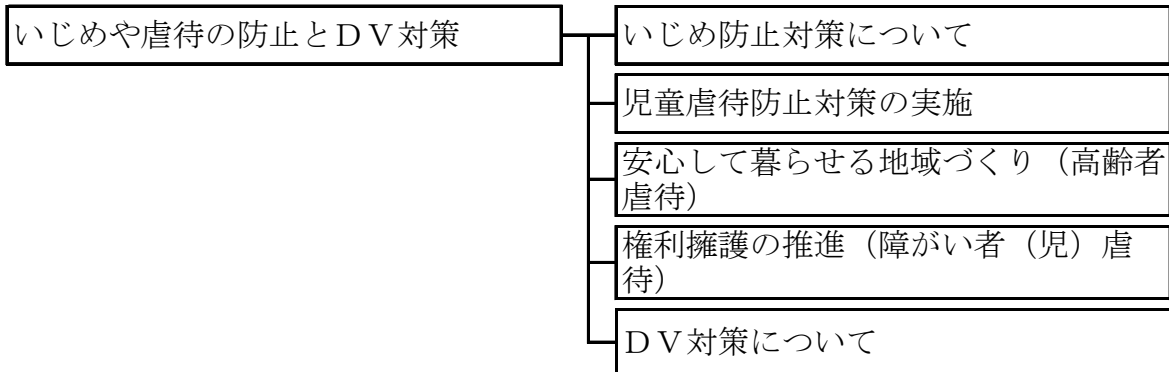 いじめや虐待の防止とＤＶ対策
いじめ防止対策について
児童虐待防止対策の実施
安心して暮らせる地域づくり（高齢者
虐待）
権利擁護の推進（障がい者（児）虐
待）
ＤＶ対策について